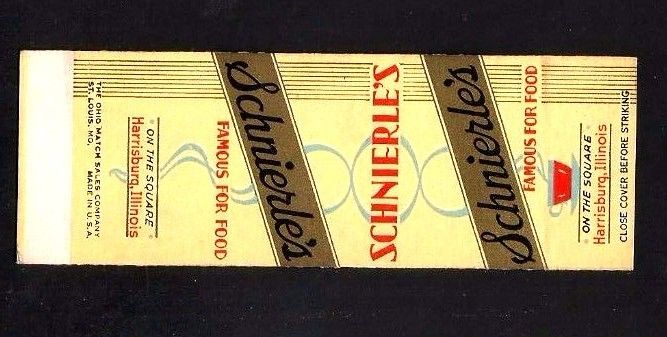 THE OHIO MATCH SALES COMPANY
ST. LOUIS, MO. MADE IN U.S.A.
• ON THE SQUARE •
Harrisburg, Illinois
FAMOUS FOR FOOD
Schnierle's
SCHNIERLE'S
Schnierle's
FAMOUS FOR FOOD
• ON THE SQUARE •
Harrisburg, Illinois
CLOSE COVER BEFORE STRIKING